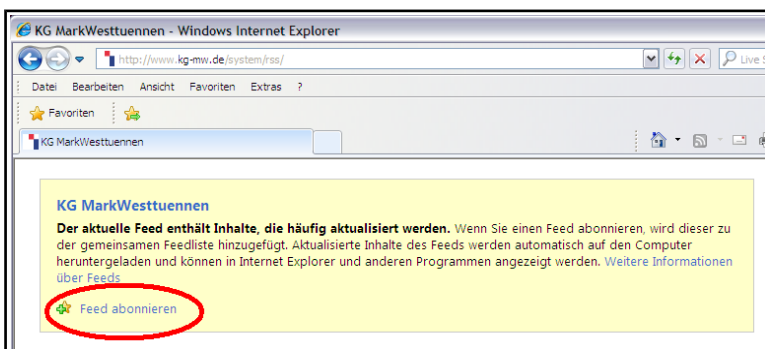 KG MarkWesttuennen - Windows Internet Explorer
http://www.kg-mw.de/system/rss/
Live
Datei Bearbeiten Ansicht Favoriten Extras ?
Favoriten
KG MarkWesttuennen
KG MarkWesttuennen
Der aktuelle Feed enthält Inhalte, die häufig aktualisiert werden. Wenn Sie einen Feed abonnieren, wird dieser zu
der gemeinsamen Feedliste hinzugefügt. Aktualisierte Inhalte des Feeds werden automatisch auf den Computer
heruntergeladen und können in Internet Explorer und anderen Programmen angezeigt werden. Weitere Informationen
über Feeds
Feed abonnieren